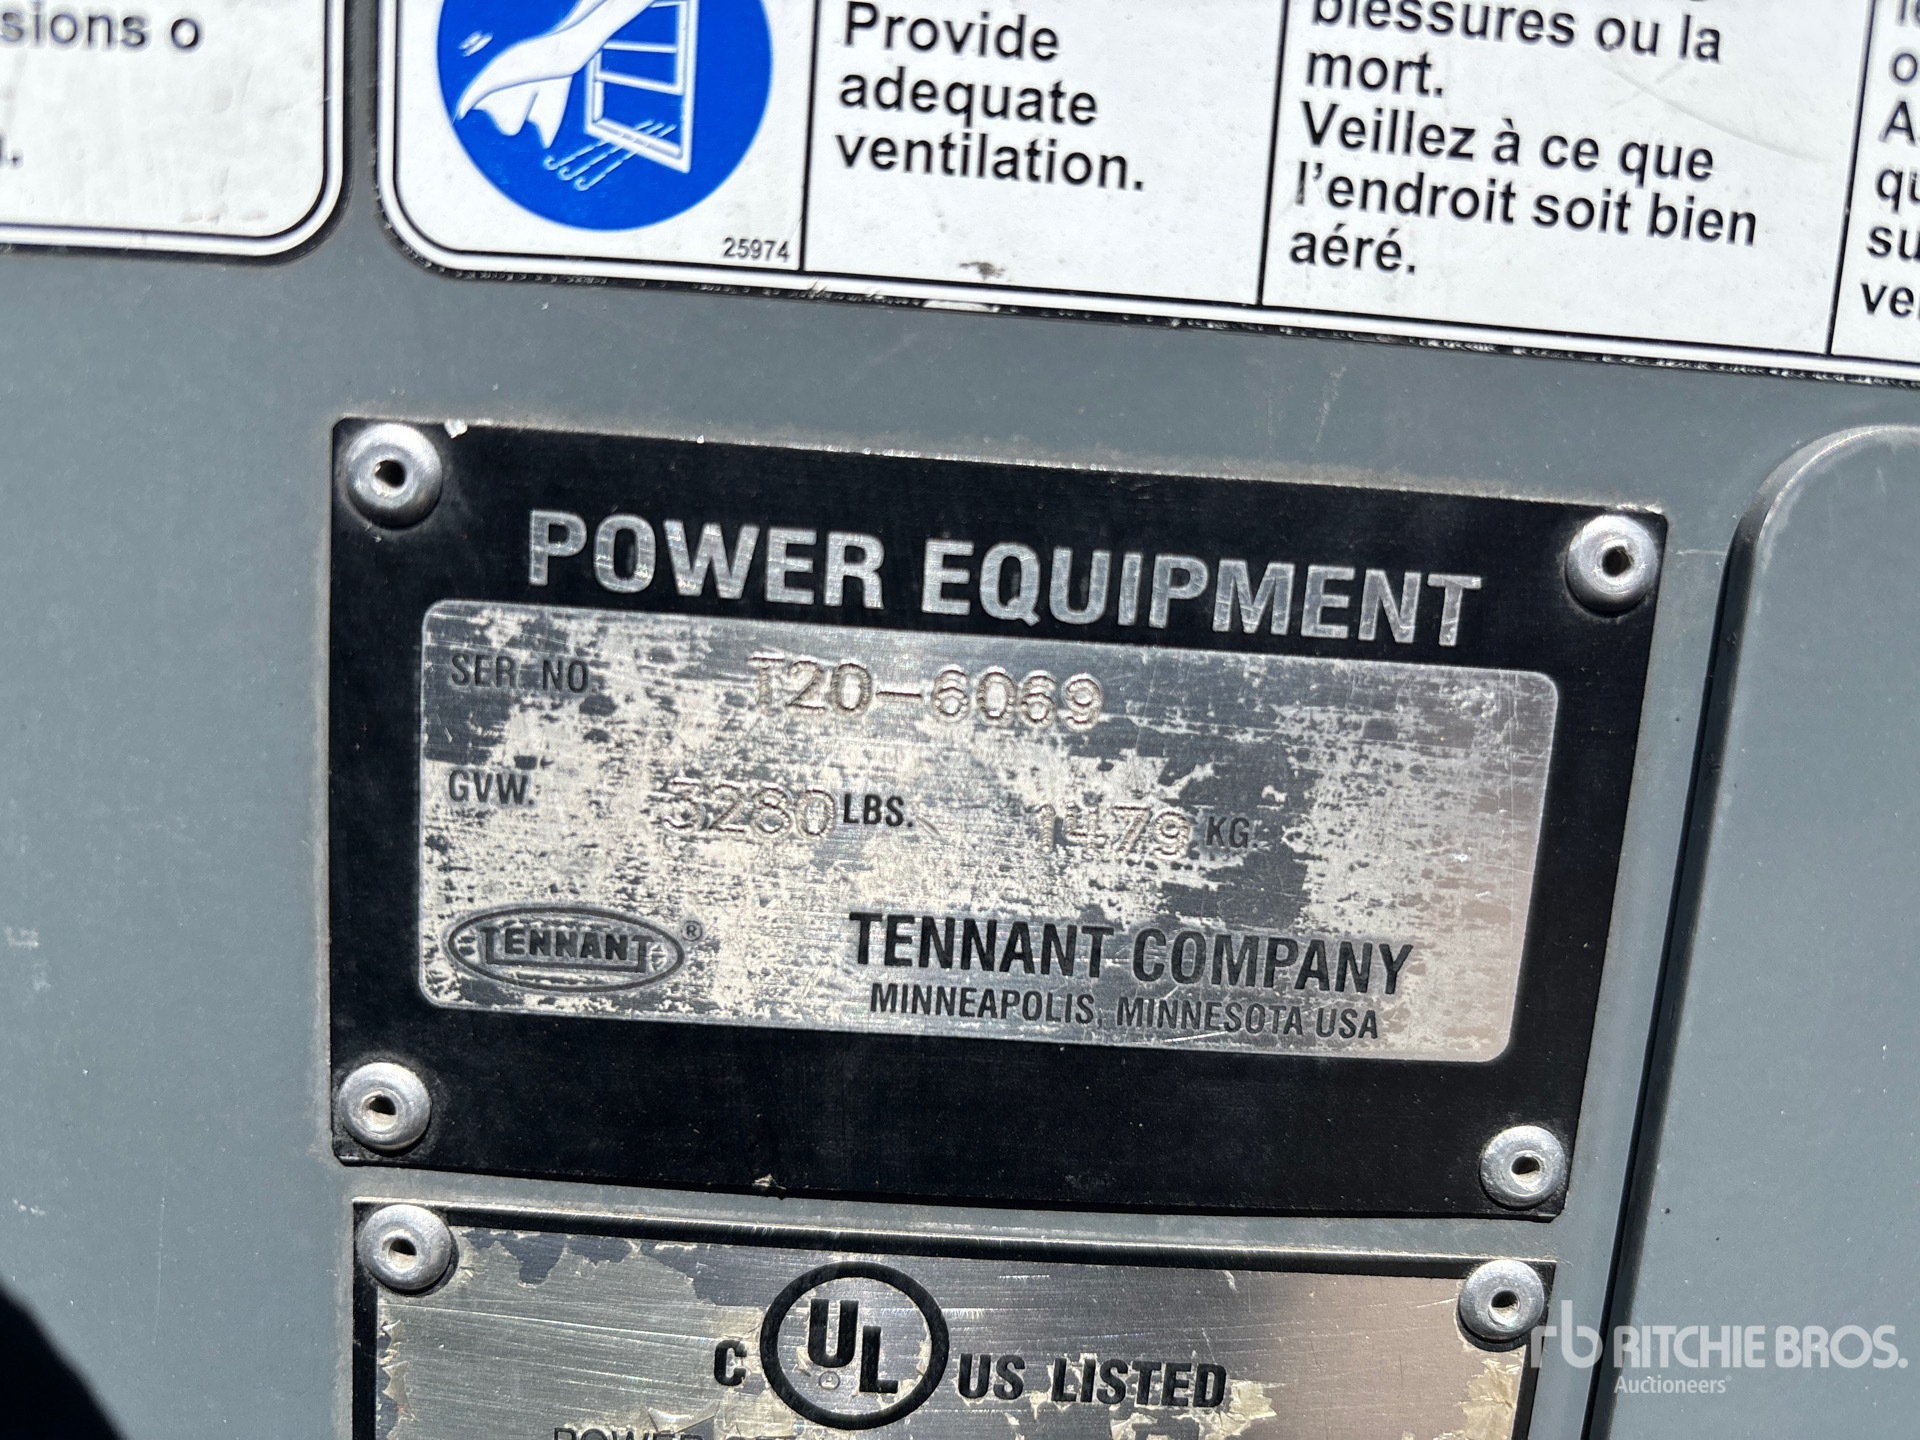 sions o
Provide
adequate
ventilation.
25974
blessures ou la
mort.
Veillez à ce que
l'endroit soit bien
aéré.
POWER EQUIPMENT
SER. NO. T20-6069
GVW. 3280 LBS. 1479 KG.
TENNANT ®
TENNANT COMPANY
MINNEAPOLIS, MINNESOTA USA
C UL US LISTED
rb RITCHIE BROS.
Auctioneers